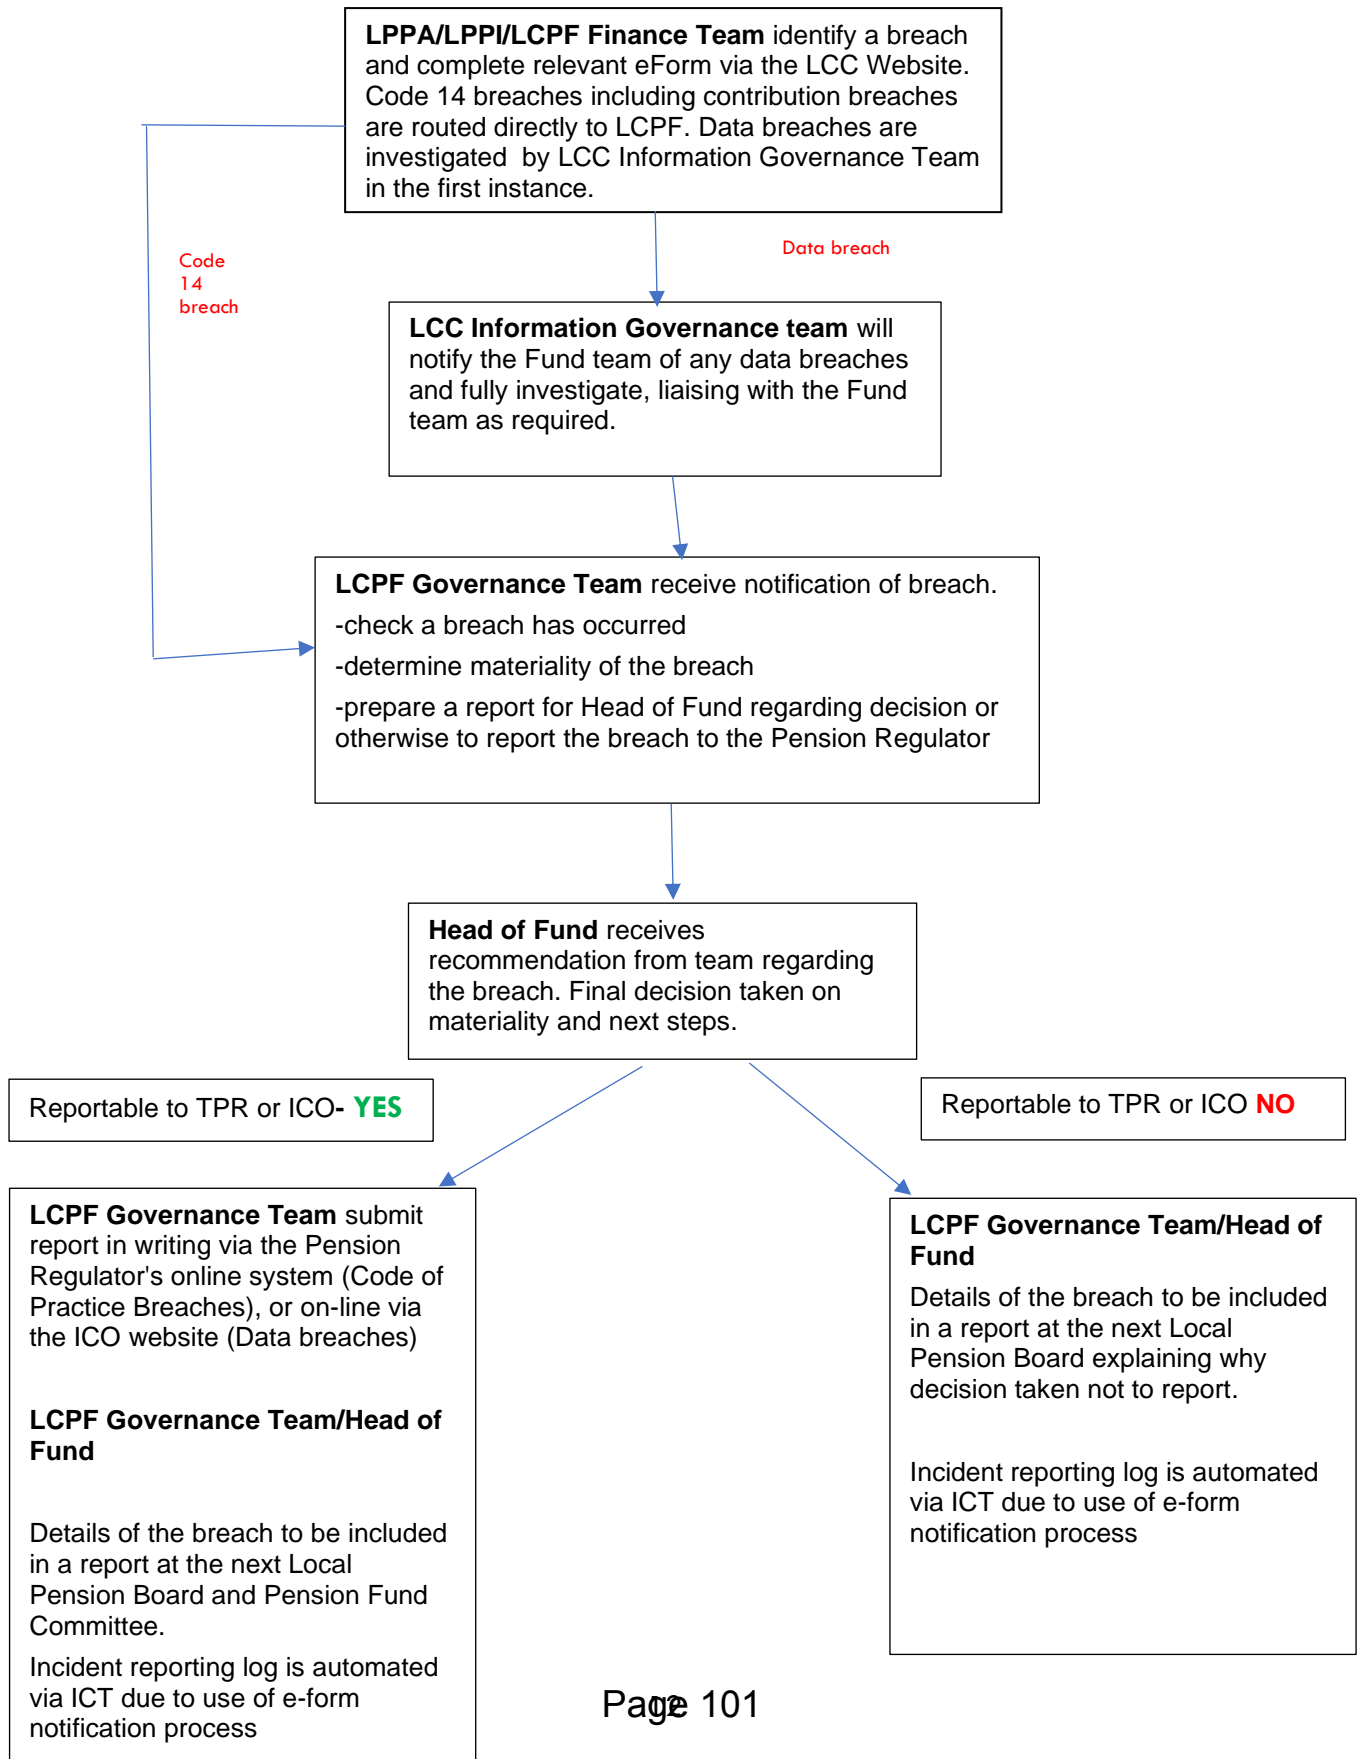 LPPA/LPPI/LCPF Finance Team identify a breach
and complete relevant eForm via the LCC Website.
Code 14 breaches including contribution breaches
are routed directly to LCPF. Data breaches are
investigated  by LCC Information Governance Team
in the first instance.
Code
14
breach
Data breach
LCC Information Governance team will
notify the Fund team of any data breaches
and fully investigate, liaising with the Fund
team as required.
LCPF Governance Team receive notification of breach.
-check a breach has occurred
-determine materiality of the breach
-prepare a report for Head of Fund regarding decision or
otherwise to report the breach to the Pension Regulator
Head of Fund receives
recommendation from team regarding
the breach. Final decision taken on
materiality and next steps.
Reportable to TPR or ICO- YES
Reportable to TPR or ICO NO
LCPF Governance Team submit
report in writing via the Pension
Regulator's online system (Code of
Practice Breaches), or on-line via
the ICO website (Data breaches)
LCPF Governance Team/Head of
Fund
Details of the breach to be included
in a report at the next Local
Pension Board and Pension Fund
Committee.
Incident reporting log is automated
via ICT due to use of e-form
notification process
LCPF Governance Team/Head of
Fund
Details of the breach to be included
in a report at the next Local
Pension Board explaining why
decision taken not to report.
Incident reporting log is automated
via ICT due to use of e-form
notification process
Page 101
12